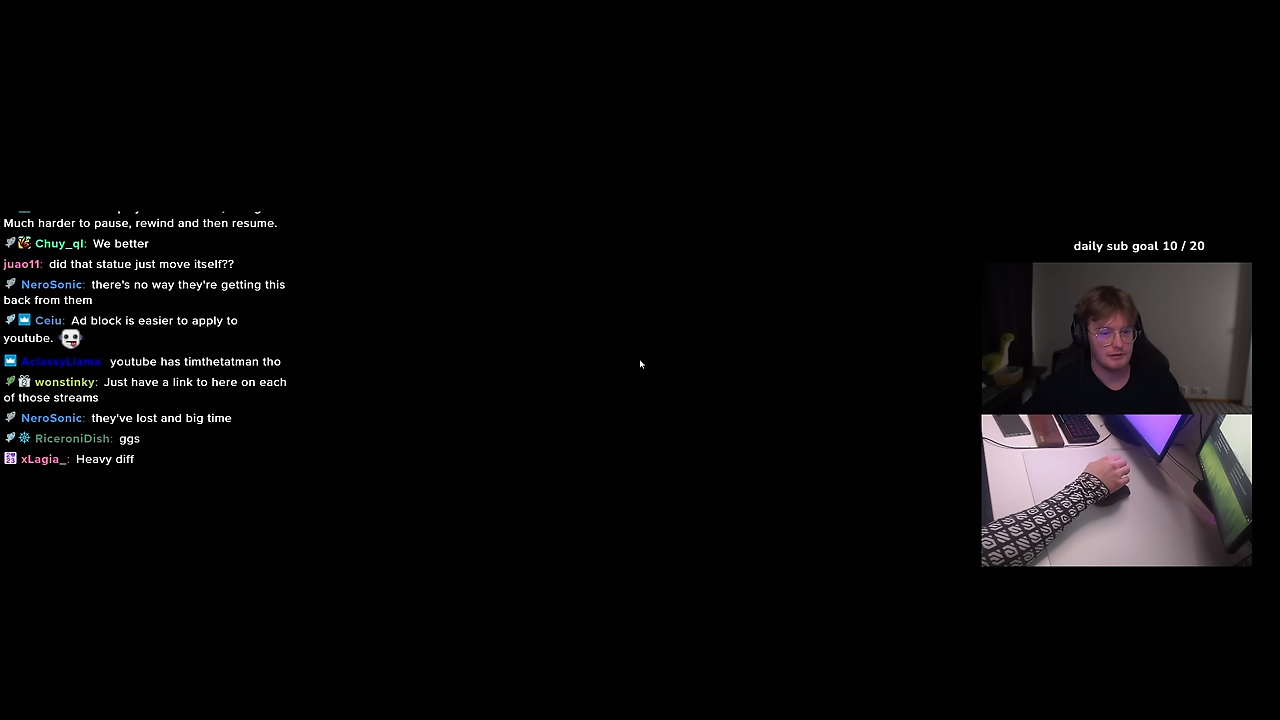 Much harder to pause, rewind and then resume.
Chuy_ql: We better
juao11: did that statue just move itself??
NeroSonic: there's no way they're getting this
back from them
Ceiu: Ad block is easier to apply to
youtube.
AclassyLlama youtube has timthetatman tho
wonstinky: Just have a link to here on each
of those streams
NeroSonic: they've lost and big time
RiceroniDish: ggs
xLagia_: Heavy diff
daily sub goal 10 / 20